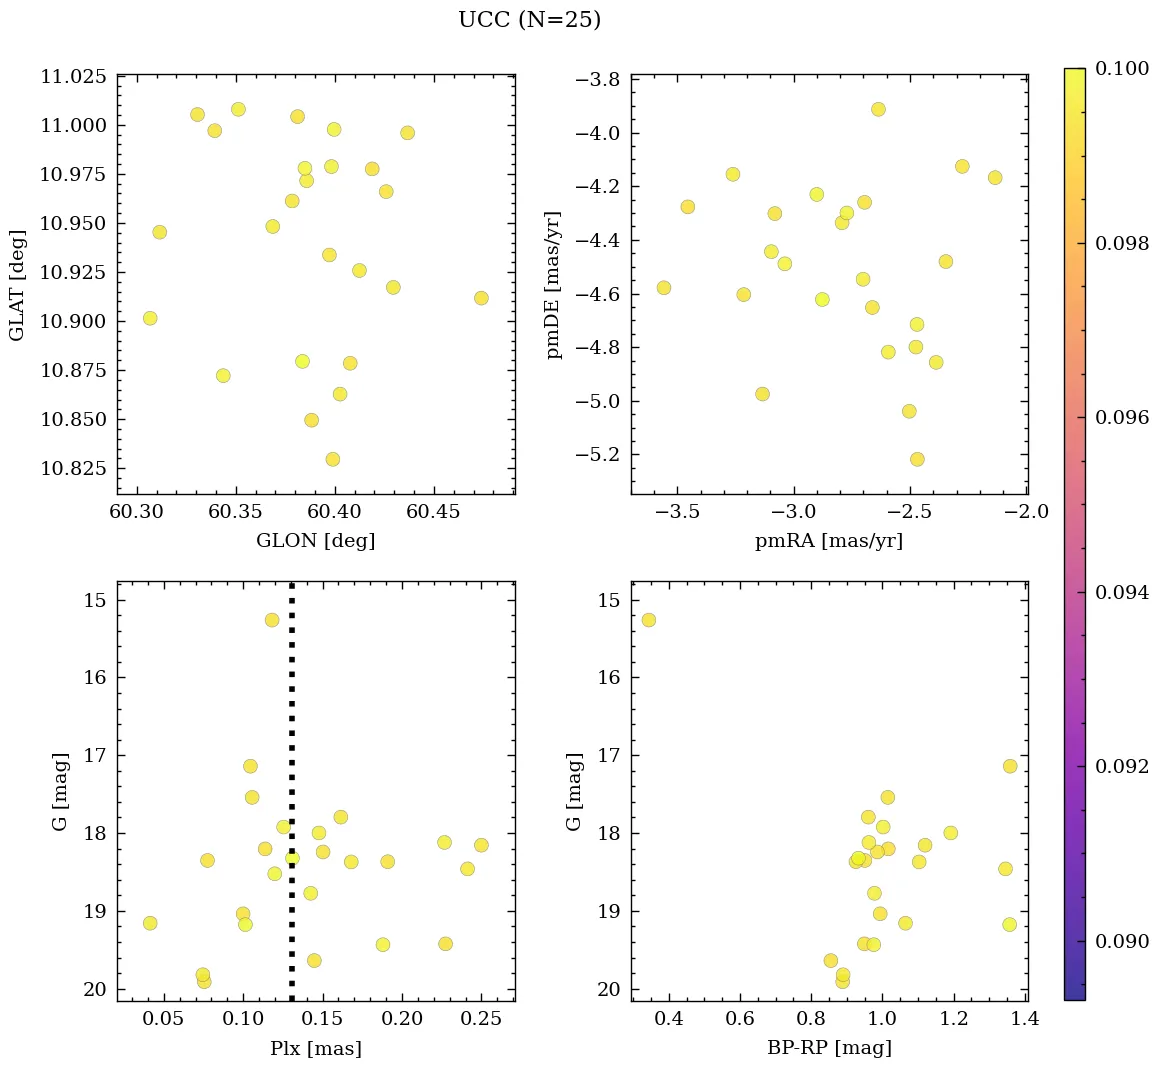 UCC (N=25)
11.025
11.000
10.975
10.950
10.925
10.900
10.875
10.850
10.825
GLAT [deg]
60.30 60.35 60.40 60.45
GLON [deg]
−3.8
−4.0
−4.2
−4.4
−4.6
−4.8
−5.0
−5.2
pmDE [mas/yr]
−3.5 −3.0 −2.5 −2.0
pmRA [mas/yr]
15
16
17
18
19
20
G [mag]
0.05 0.10 0.15 0.20 0.25
Plx [mas]
15
16
17
18
19
20
G [mag]
0.4 0.6 0.8 1.0 1.2 1.4
BP-RP [mag]
0.100
0.098
0.096
0.094
0.092
0.090